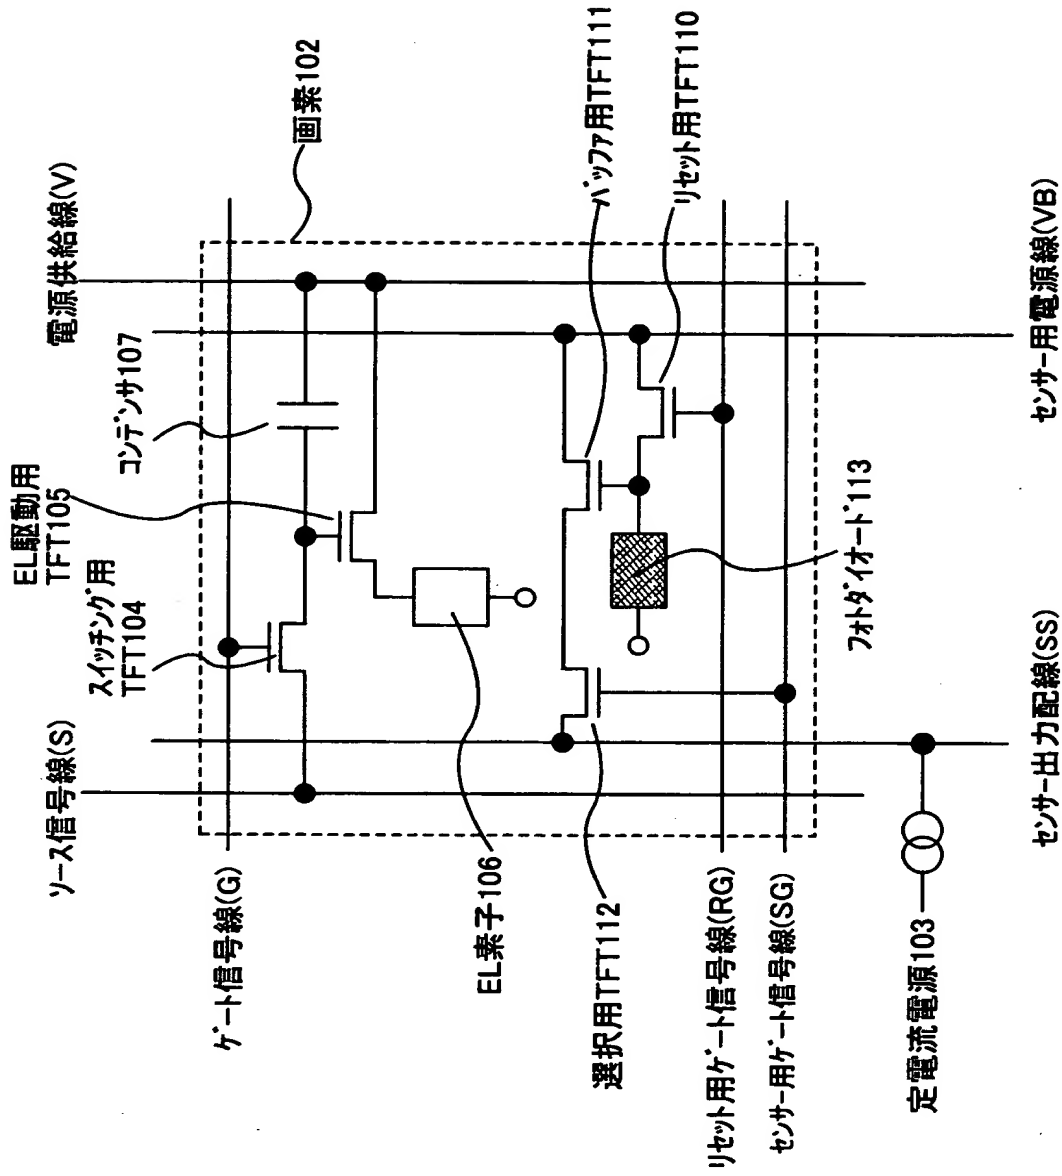 ソース信号線(S)
電源供給線(V)
EL駆動用
TFT105
スイッチング用
TFT104
コンデンサ107
画素102
ゲート信号線(G)
バッファ用TFT111
リセット用TFT110
EL素子106
選択用TFT112
フォトダイオード113
リセット用ゲート信号線(RG)
センサー用ゲート信号線(SG)
定電流電源103
センサー出力配線(SS)
センサー用電源線(VB)